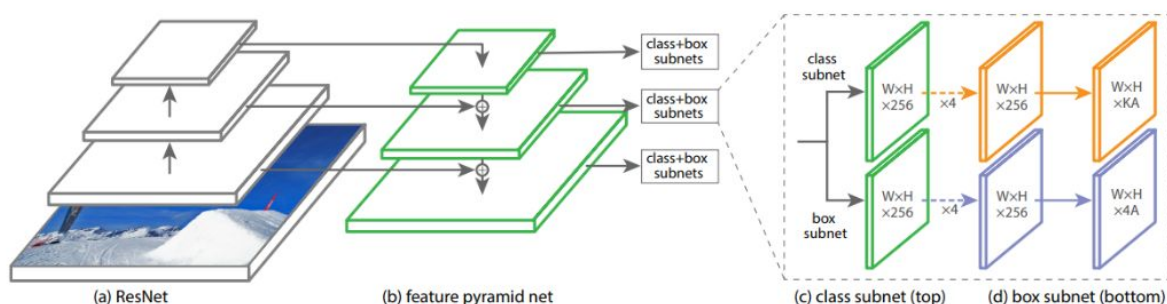 class+box
subnets
class+box
subnets
class+box
subnets
class
subnet
W×H
×256
×4
W×H
×256
W×H
×KA
box
subnet
W×H
×256
×4
W×H
×256
W×H
×4A
(a) ResNet
(b) feature pyramid net
(c) class subnet (top)
(d) box subnet (bottom)